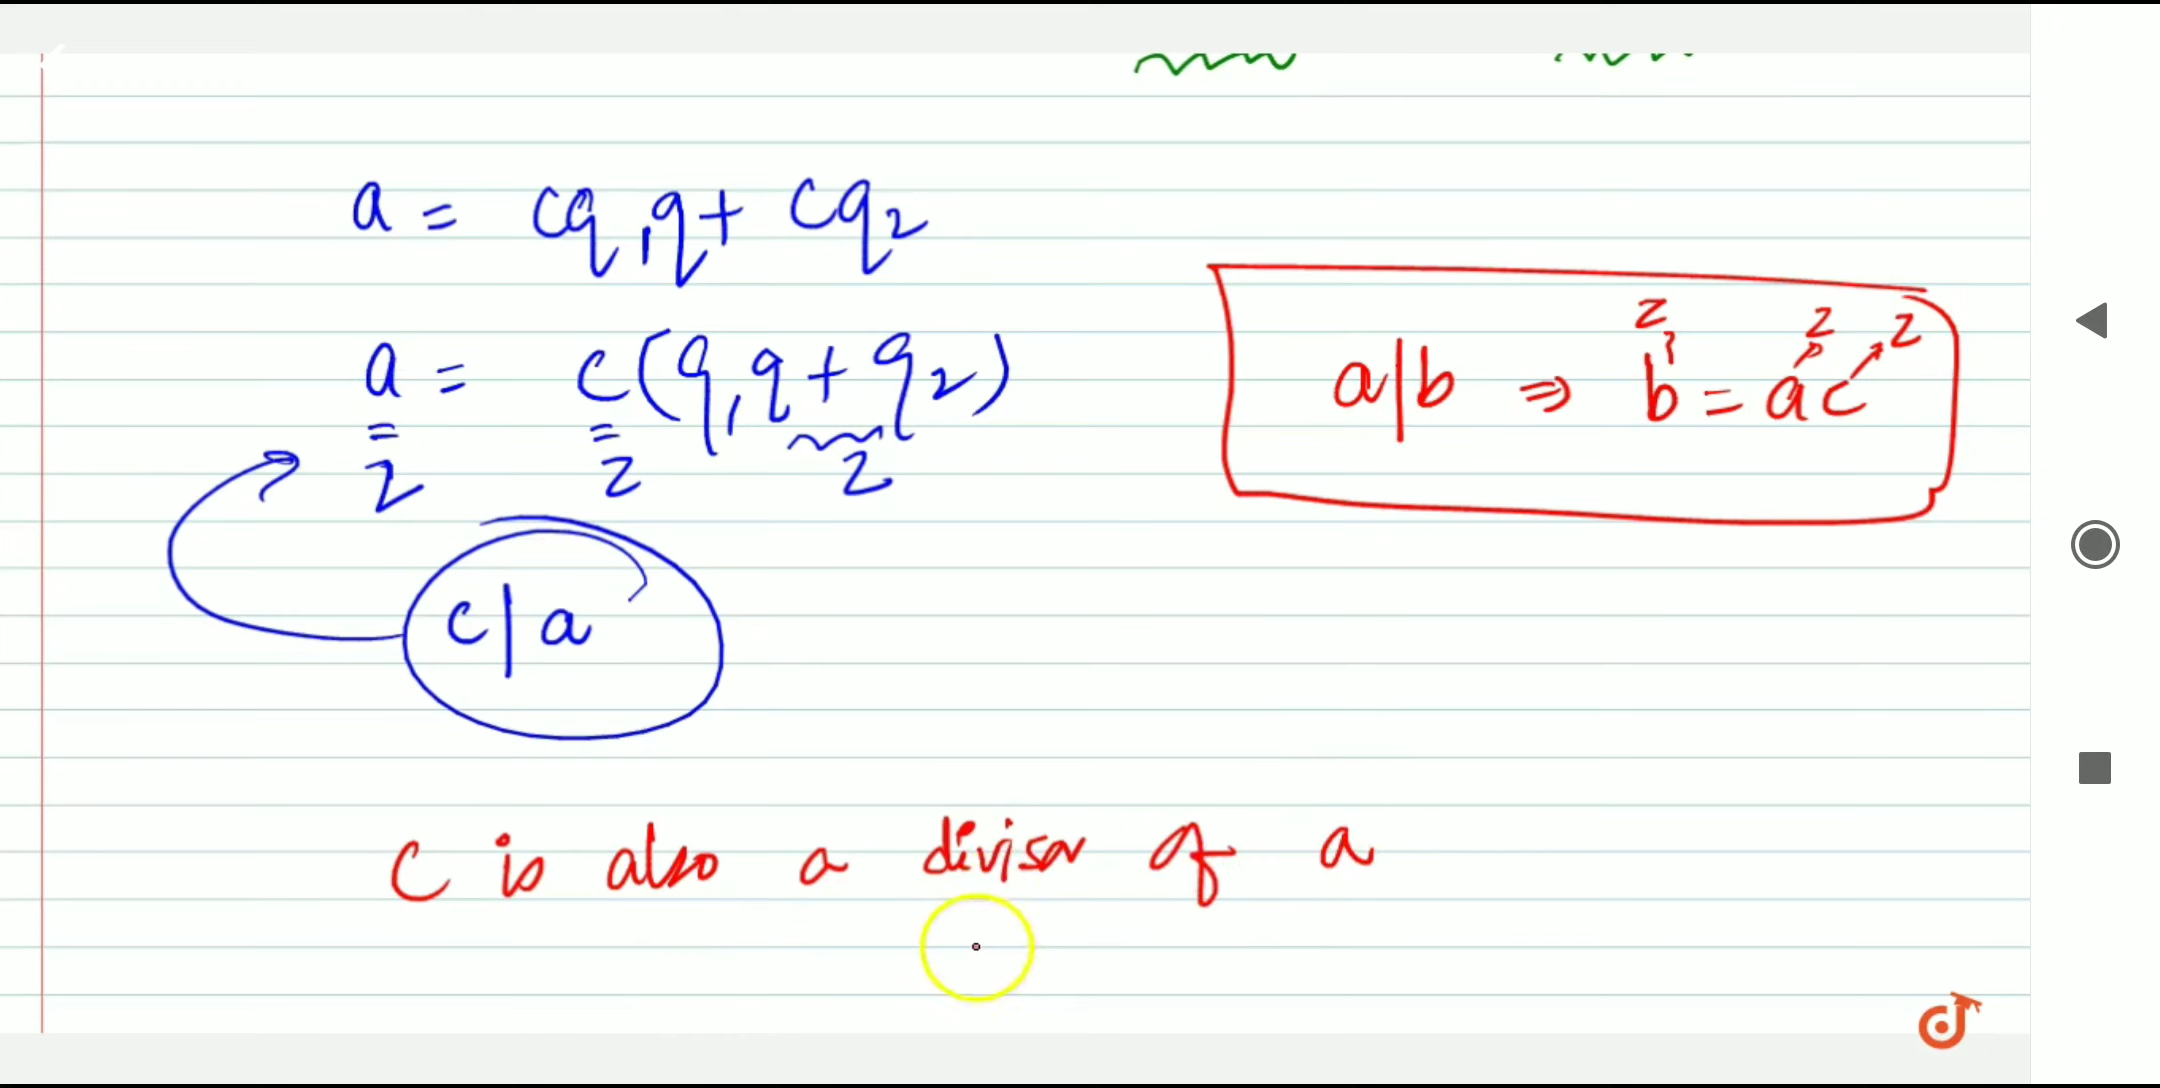 a = cq₁q + cq₂
a = c(q₁q + q₂)
z z z
c|a
z z z
a|b ⇒ b = ac
c is also a divisor of a